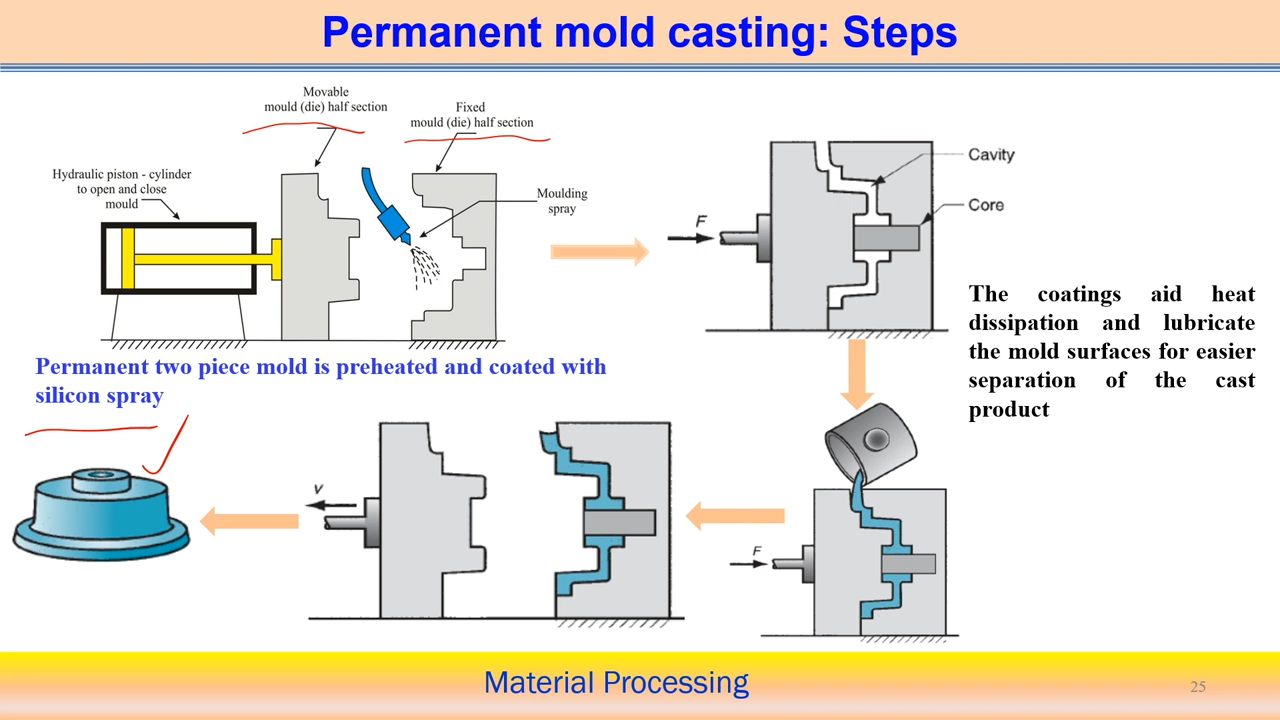 Permanent mold casting: Steps
Movable
mould (die) half section
Fixed
mould (die) half section
Hydraulic piston - cylinder
to open and close
mould
Moulding
spray
F
Cavity
Core
The coatings aid heat
dissipation and lubricate
the mold surfaces for easier
separation of the cast
product
Permanent two piece mold is preheated and coated with
silicon spray
v
F
Material Processing
25